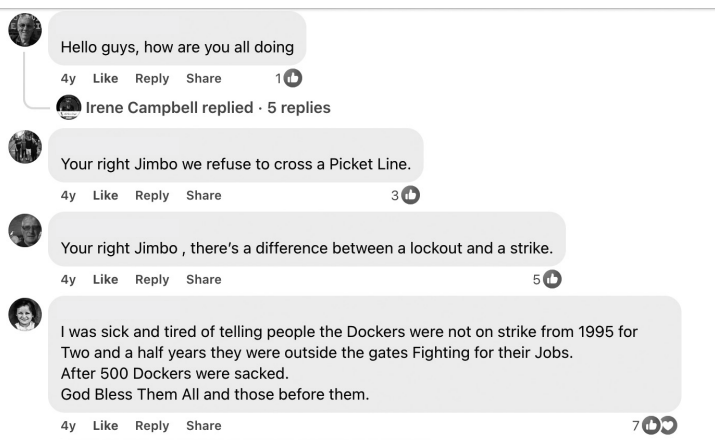 Hello guys, how are you all doing
4y Like Reply Share 1
Irene Campbell replied · 5 replies
Your right Jimbo we refuse to cross a Picket Line.
4y Like Reply Share 3
Your right Jimbo , there's a difference between a lockout and a strike.
4y Like Reply Share 5
I was sick and tired of telling people the Dockers were not on strike from 1995 for
Two and a half years they were outside the gates Fighting for their Jobs.
After 500 Dockers were sacked.
God Bless Them All and those before them.
4y Like Reply Share 7